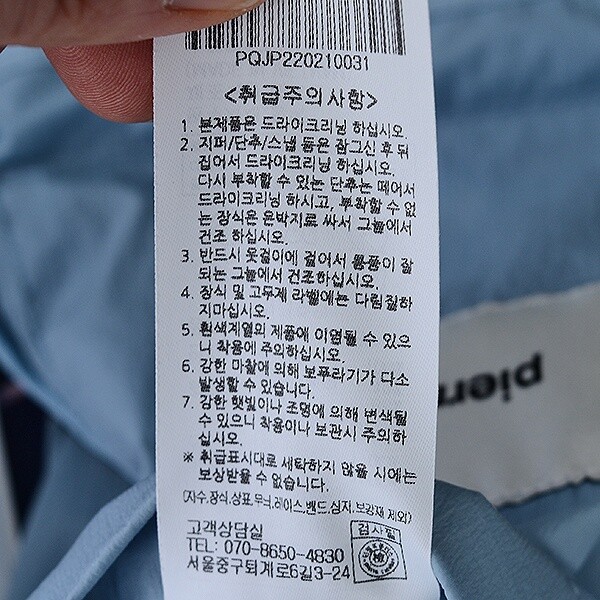 PQJP220210031
<취급주의사항>
1. 본제품은 드라이크리닝 하십시오.
2. 지퍼/단추/스냅 등은 잠그신 후 뒤
집어서 드라이크리닝 하십시오.
다시 부착할 수 있는 단추는 떼어서
드라이크리닝 하시고, 부착할 수 없
는 장식은 은박지로 싸서 그늘에서
건조 하십시오.
3. 반드시 옷걸이에 걸어서 통풍이 잘
되는 그늘에서 건조하십시오.
4. 장식 및 고무제 라벨에는 다림질하
지마십시오.
5. 흰색계열의 제품에 이염될 수 있으
니 착용에 주의하십시오.
6. 강한 마찰에 의해 보푸라기가 다소
발생할 수 있습니다.
7. 강한 햇빛이나 조명에 의해 변색될
수 있으니 착용이나 보관시 주의하
십시오.
※ 취급표시대로 세탁하지 않을 시에는
보상받을 수 없습니다.
(자수,장식,상표,무늬,레이스,밴드,심지,보강재 제외)
고객상담실
TEL: 070-8650-4830
서울중구퇴계로6길3-24
검사필
pierr